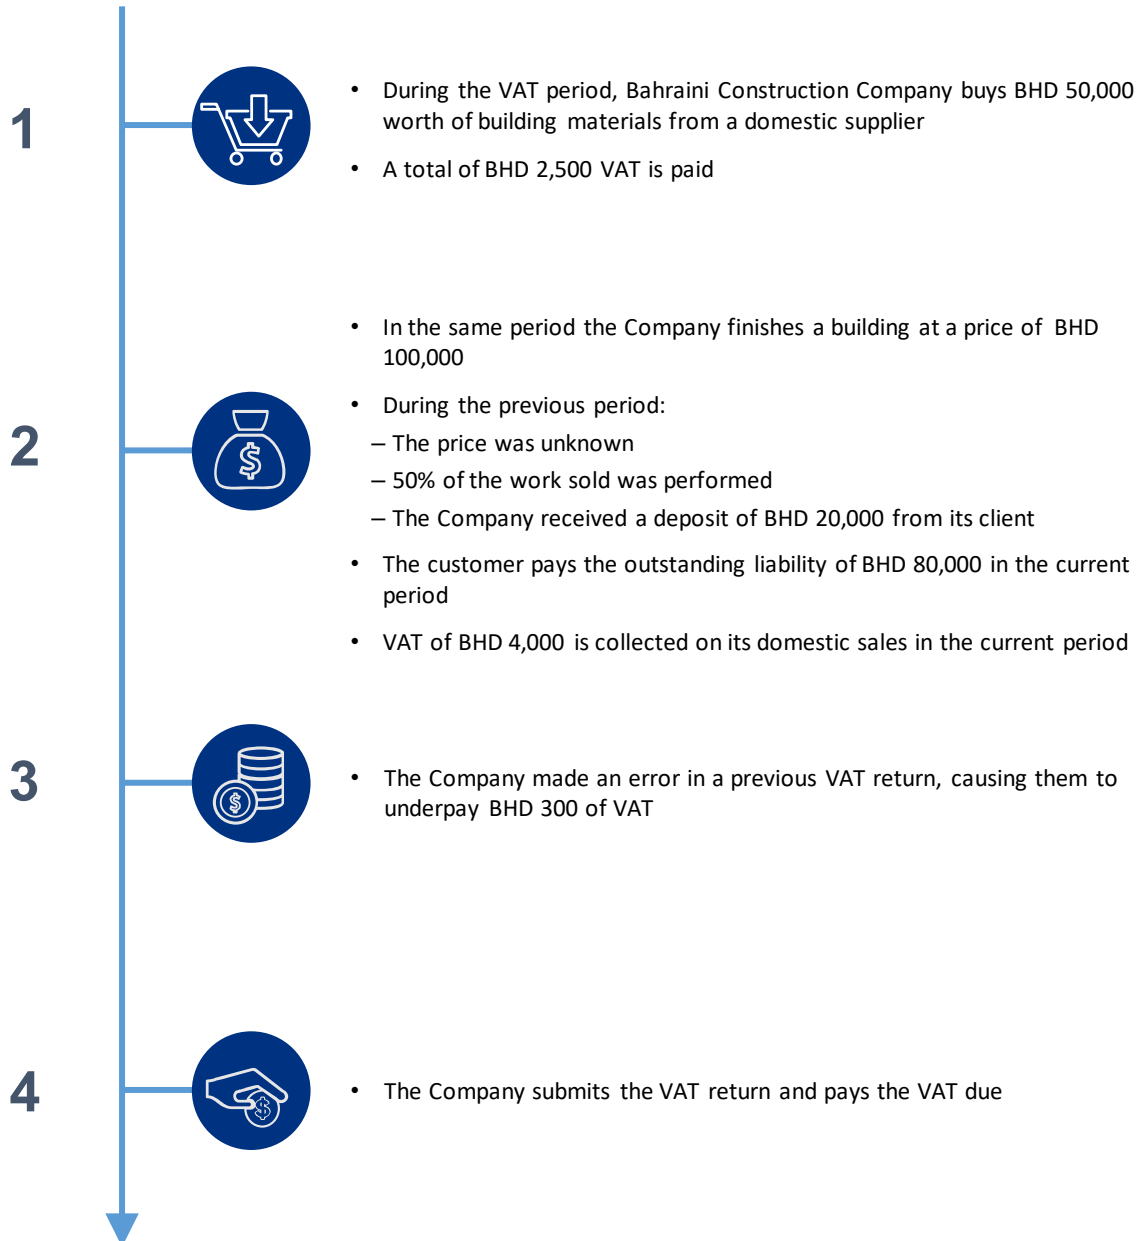 1
• During the VAT period, Bahraini Construction Company buys BHD 50,000
worth of building materials from a domestic supplier
• A total of BHD 2,500 VAT is paid
2
• In the same period the Company finishes a building at a price of BHD
100,000
• During the previous period:
– The price was unknown
– 50% of the work sold was performed
– The Company received a deposit of BHD 20,000 from its client
• The customer pays the outstanding liability of BHD 80,000 in the current
period
• VAT of BHD 4,000 is collected on its domestic sales in the current period
$
3
• The Company made an error in a previous VAT return, causing them to
underpay BHD 300 of VAT
$
4
• The Company submits the VAT return and pays the VAT due
$